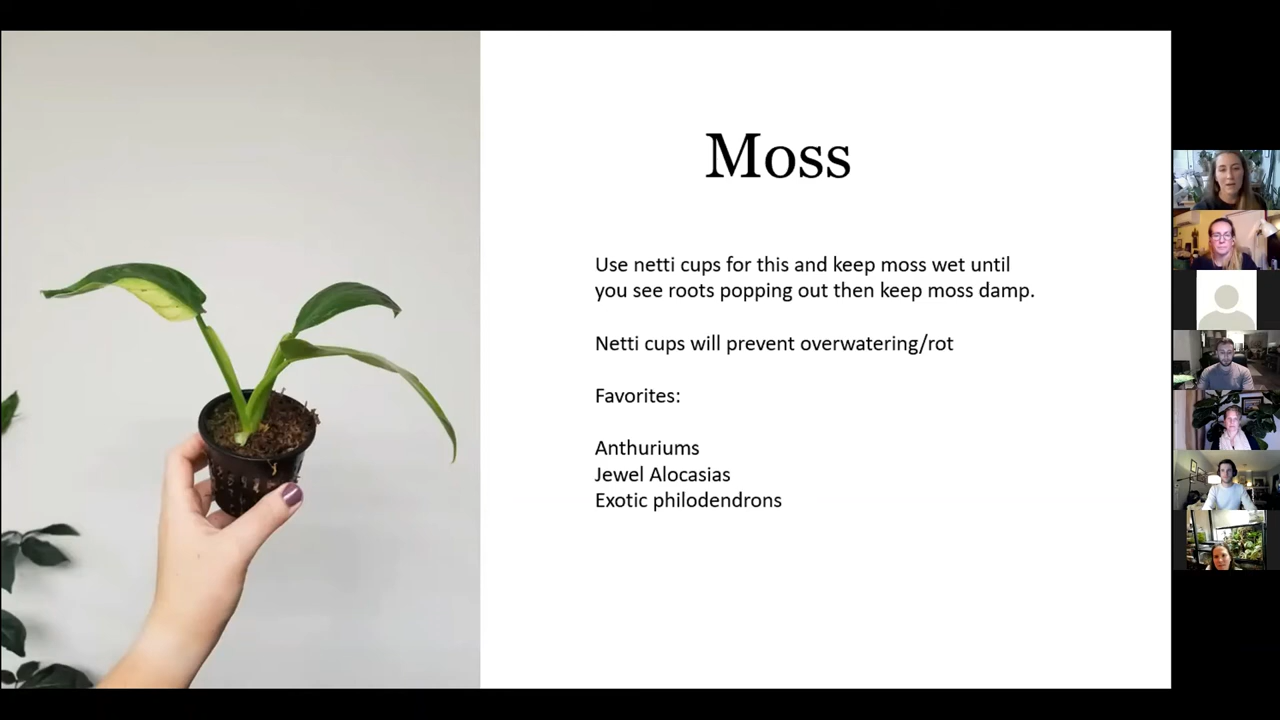 Moss
Use netti cups for this and keep moss wet until
you see roots popping out then keep moss damp.
Netti cups will prevent overwatering/rot
Favorites:
Anthuriums
Jewel Alocasias
Exotic philodendrons